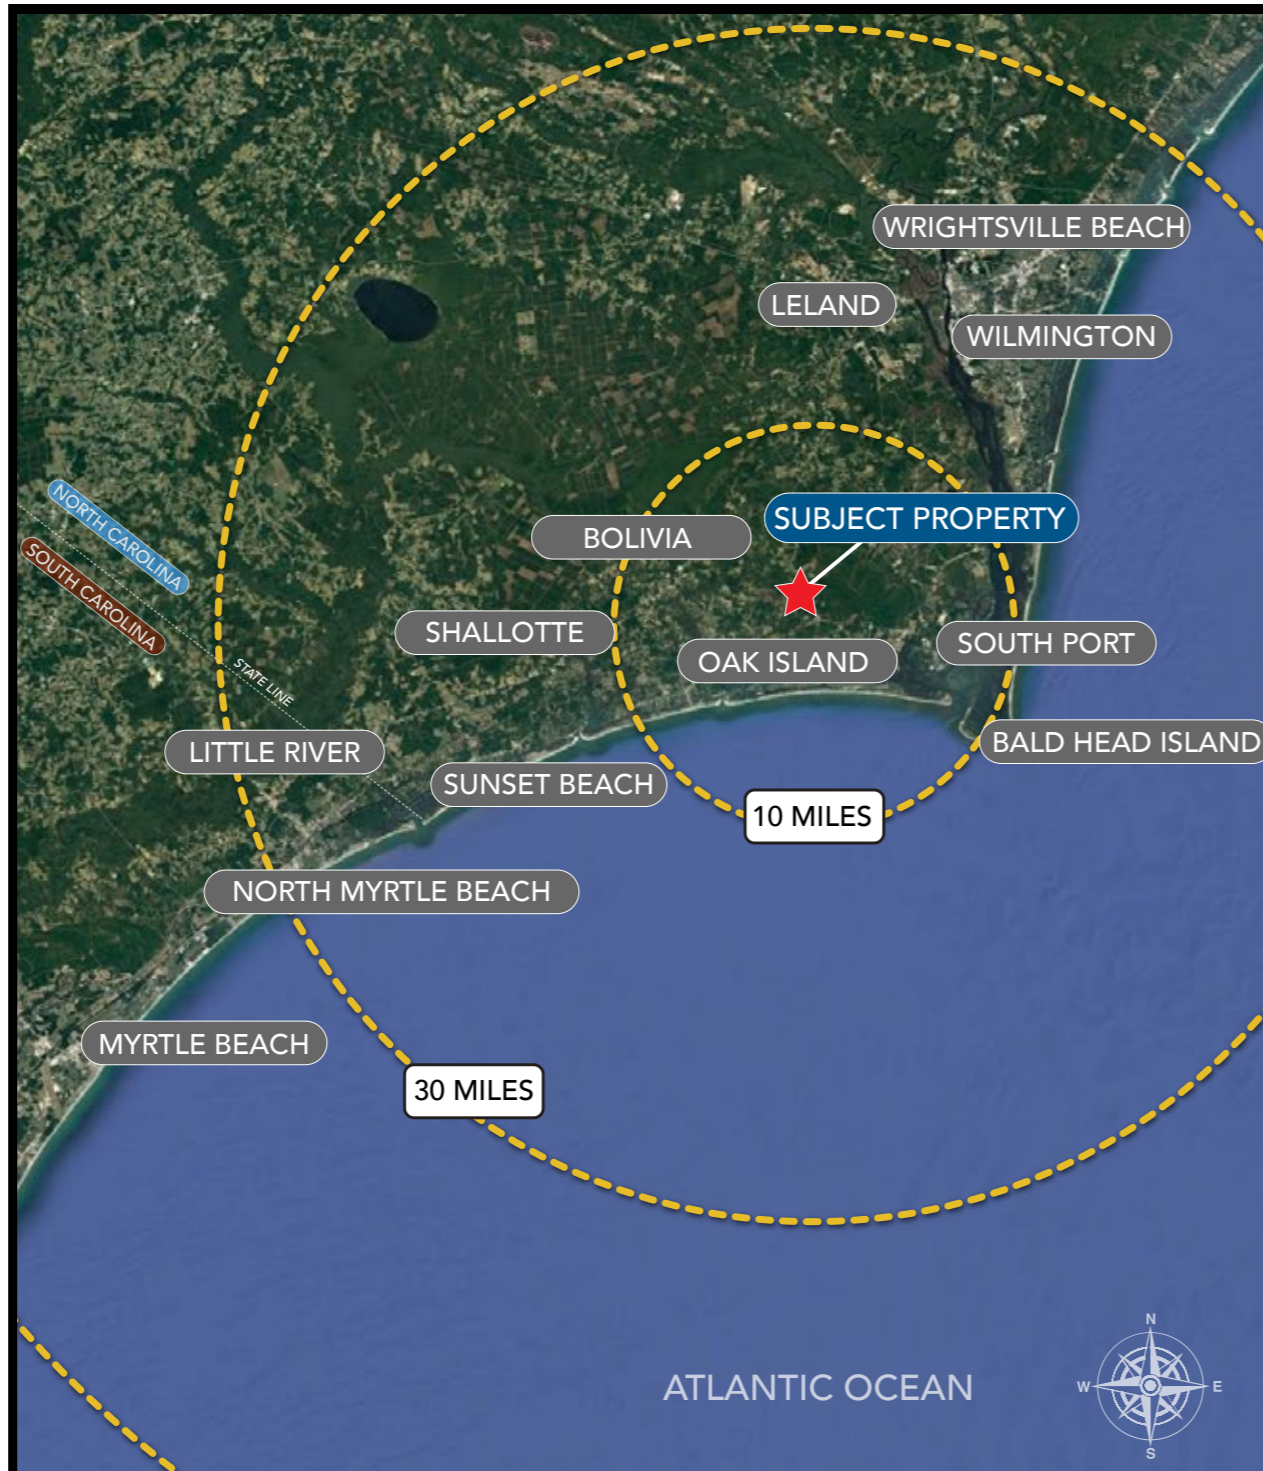 WRIGHTSVILLE BEACH
LELAND
WILMINGTON
NORTH CAROLINA
SOUTH CAROLINA
SUBJECT PROPERTY
BOLIVIA
SHALLOTTE
SOUTH PORT
OAK ISLAND
STATE LINE
LITTLE RIVER
BALD HEAD ISLAND
SUNSET BEACH
10 MILES
NORTH MYRTLE BEACH
MYRTLE BEACH
30 MILES
N
ATLANTIC OCEAN
W
E
S